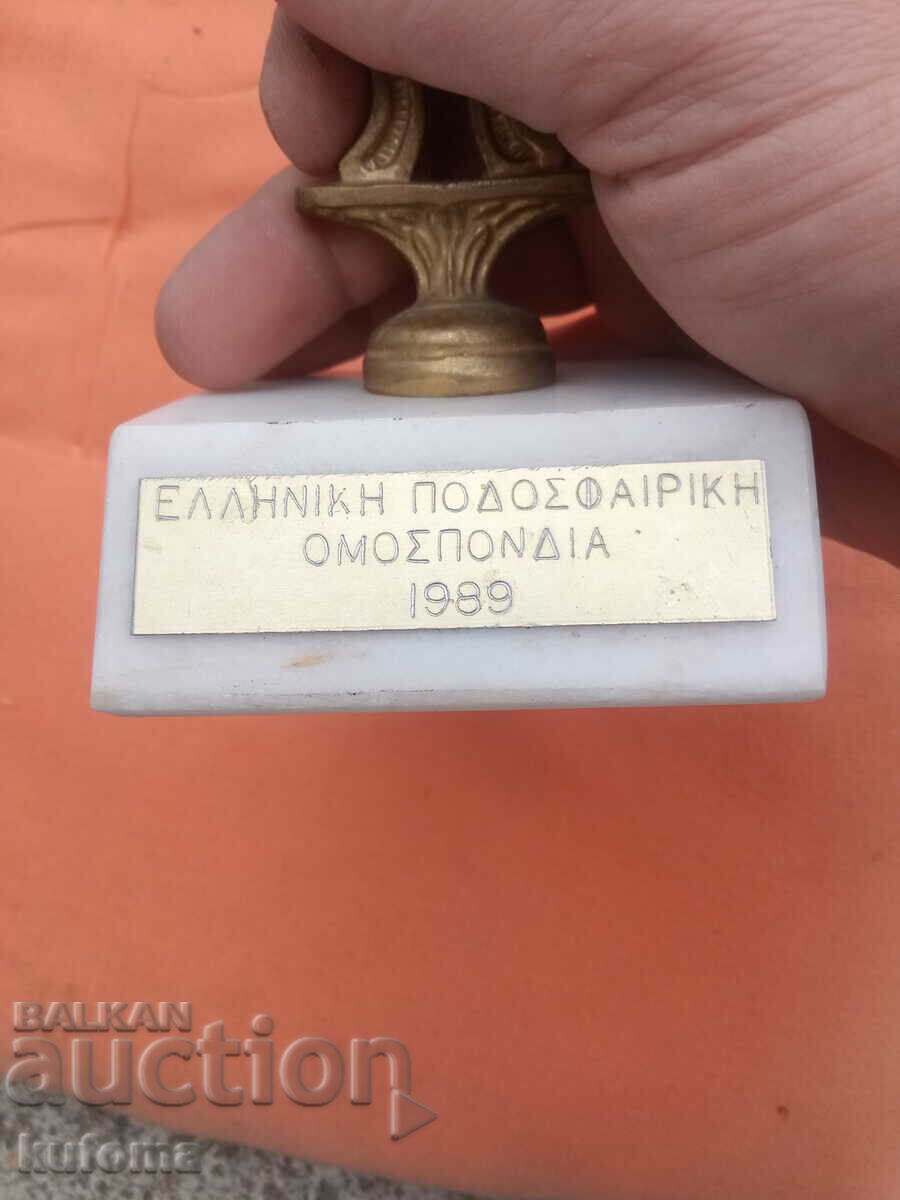 ΕΛΛΗΝΙΚΗ ΠΟΔΟΣΦΑΙΡΙΚΗ
ΟΜΟΣΠΟΝΔΙΑ
1989
BALKAN
auction
kufoma